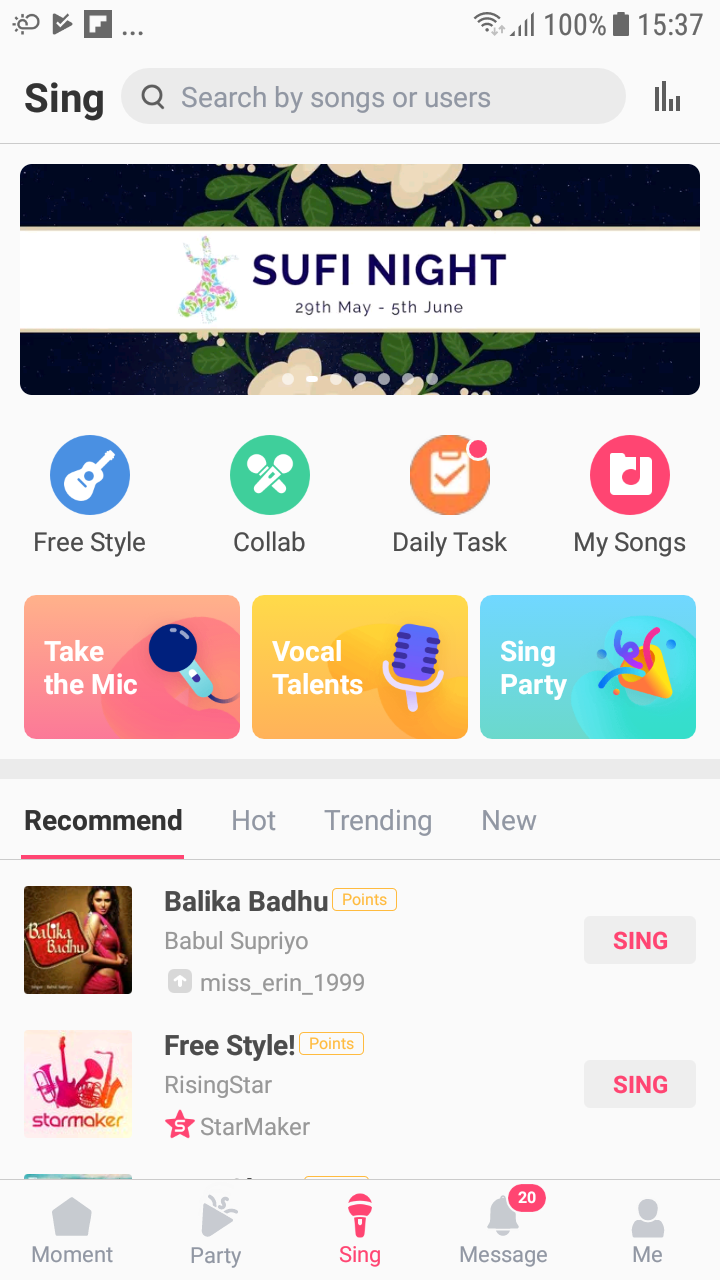 ... 100% 15:37
Sing Search by songs or users
SUFI NIGHT
29th May - 5th June
Free Style Collab Daily Task My Songs
Take
the Mic
Vocal
Talents
Sing
Party
Recommend Hot Trending New
Balika
Badhu
Balika Badhu Points
Babul Supriyo
miss_erin_1999
SING
starmaker
Free Style! Points
RisingStar
StarMaker
SING
20
Moment Party Sing Message Me